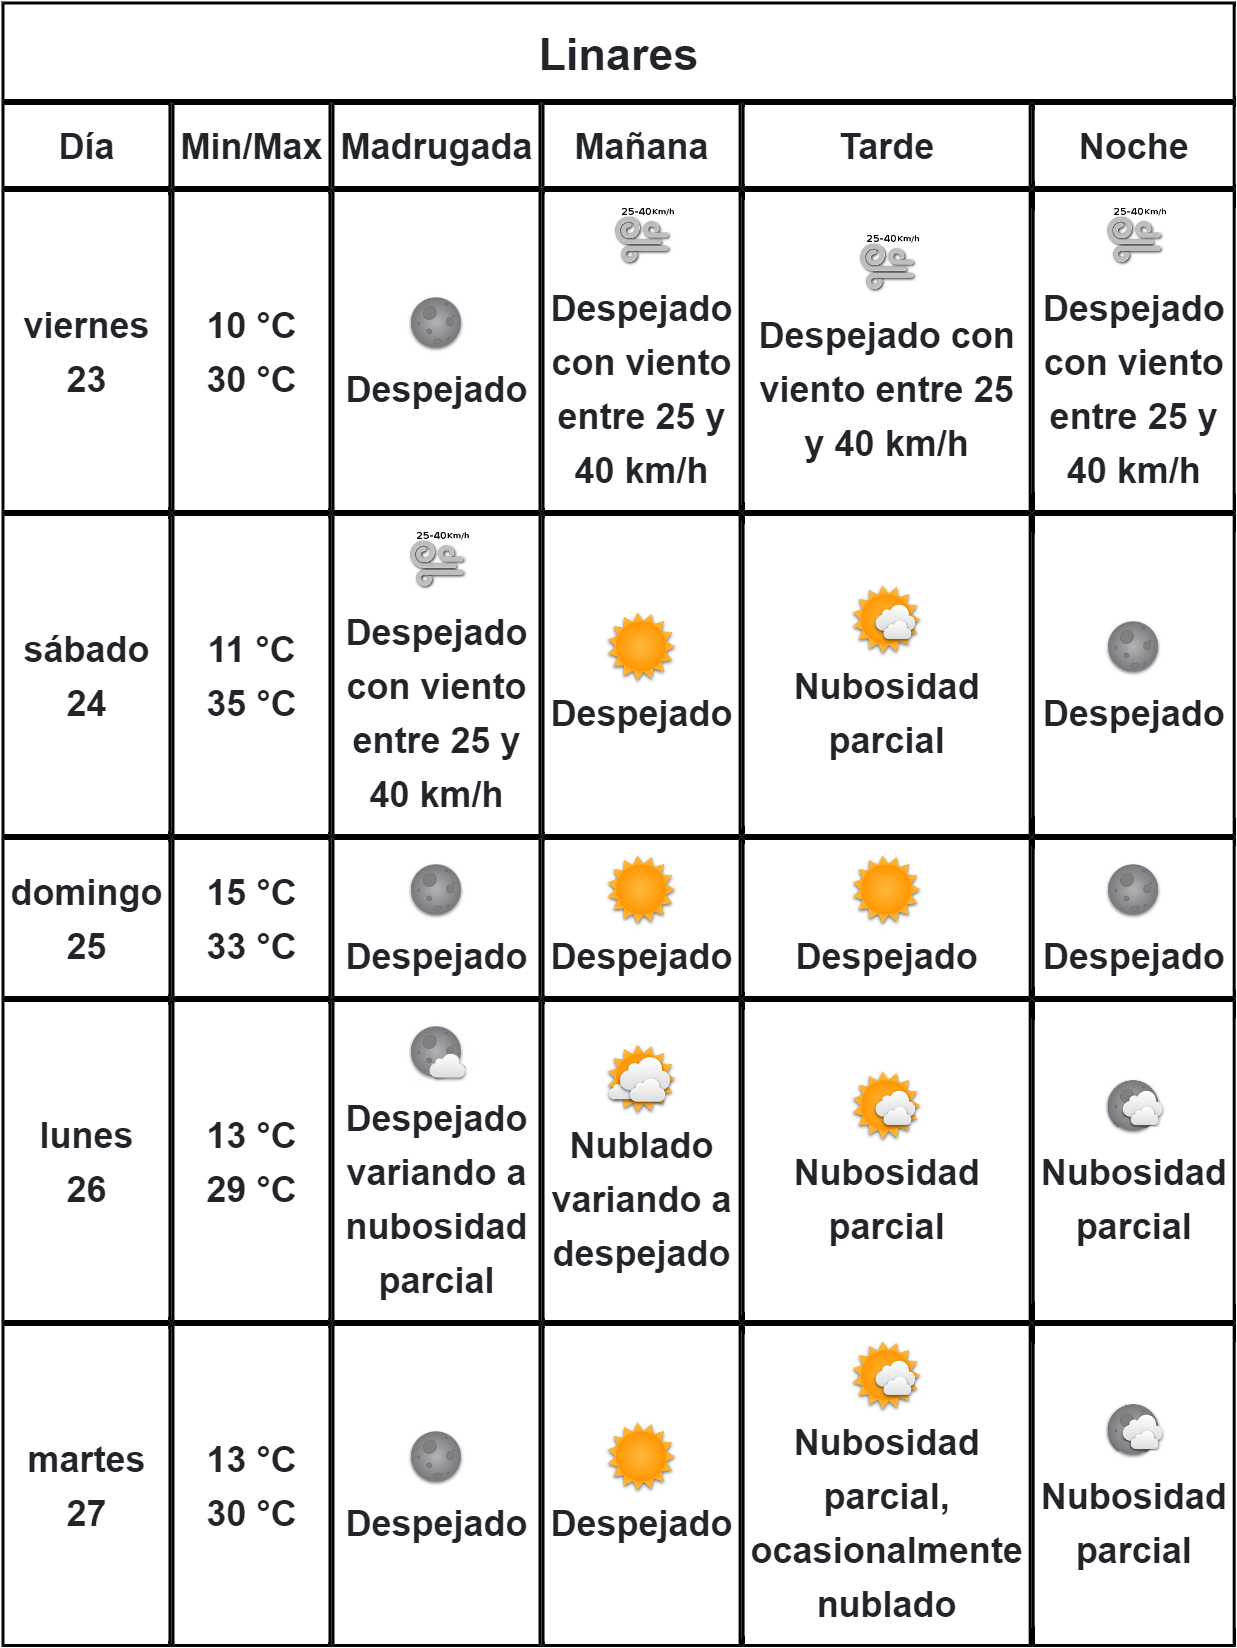 Linares
Día
Min/Max
Madrugada
Mañana
Tarde
Noche
viernes
23
10 °C
30 °C
Despejado
25-40Km/h
Despejado
con viento
entre 25 y
40 km/h
25-40Km/h
Despejado con
viento entre 25
y 40 km/h
25-40Km/h
Despejado
con viento
entre 25 y
40 km/h
sábado
24
11 °C
35 °C
25-40Km/h
Despejado
con viento
entre 25 y
40 km/h
Despejado
Nubosidad
parcial
Despejado
domingo
25
15 °C
33 °C
Despejado
Despejado
Despejado
Despejado
lunes
26
13 °C
29 °C
Despejado
variando a
nubosidad
parcial
Nublado
variando a
despejado
Nubosidad
parcial
Nubosidad
parcial
martes
27
13 °C
30 °C
Despejado
Despejado
Nubosidad
parcial,
ocasionalmente
nublado
Nubosidad
parcial